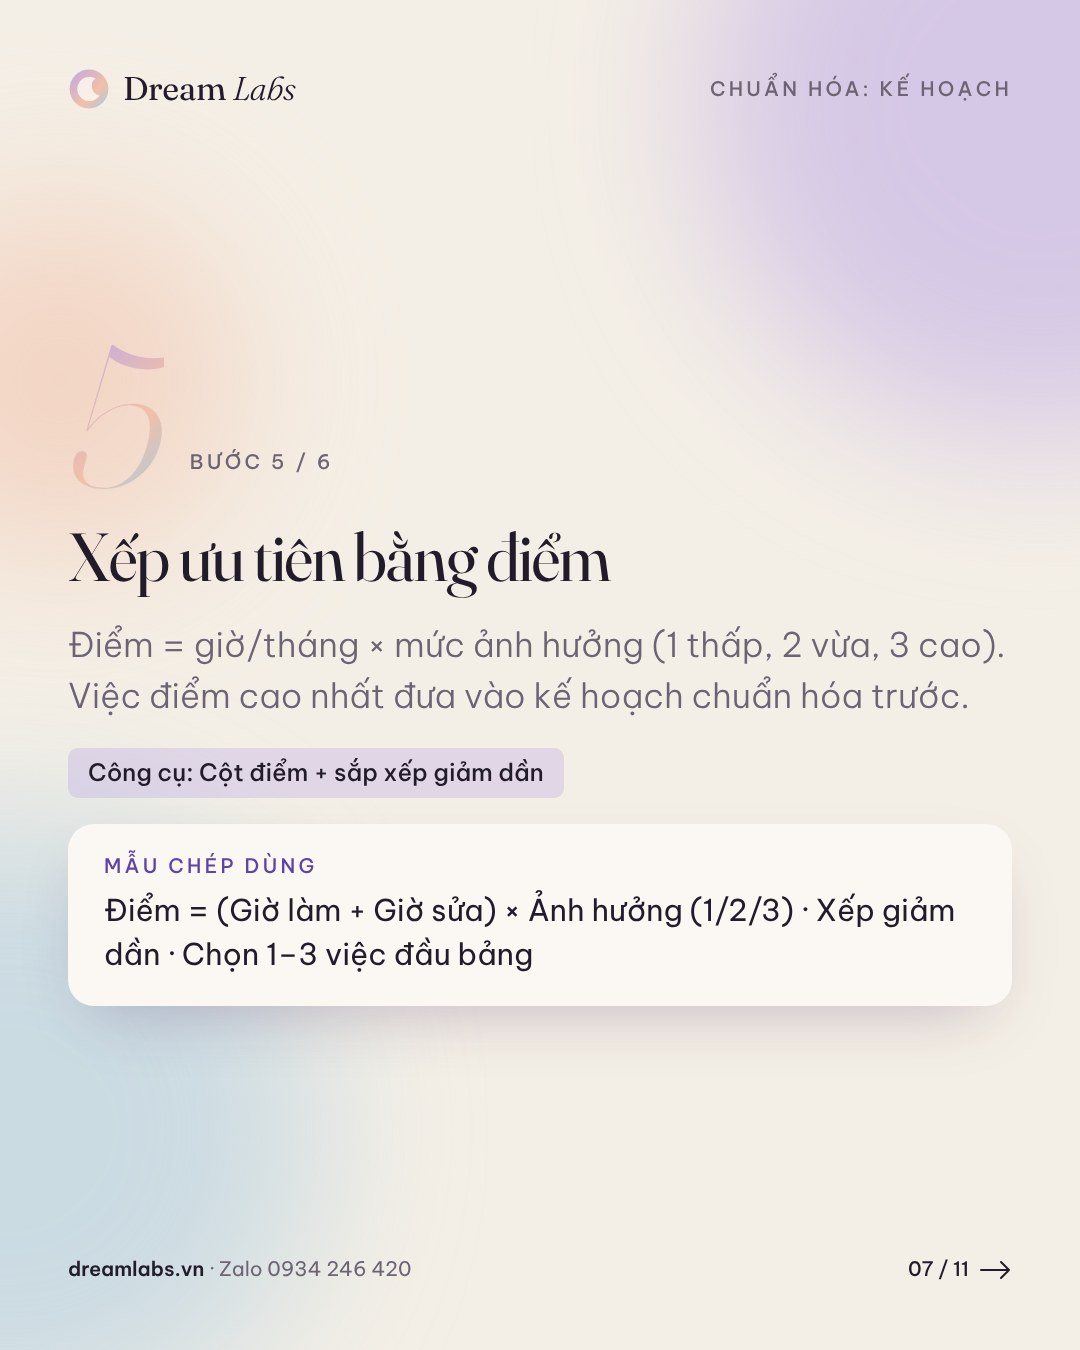 Dream Labs
CHUẨN HÓA: KẾ HOẠCH
5
BƯỚC 5 / 6
Xếp ưu tiên bằng điểm
Điểm = giờ/tháng × mức ảnh hưởng (1 thấp, 2 vừa, 3 cao).
Việc điểm cao nhất đưa vào kế hoạch chuẩn hóa trước.
Công cụ: Cột điểm + sắp xếp giảm dần
MẪU CHÉP DÙNG
Điểm = (Giờ làm + Giờ sửa) × Ảnh hưởng (1/2/3) · Xếp giảm
dần · Chọn 1–3 việc đầu bảng
dreamlabs.vn · Zalo 0934 246 420
07 / 11 →